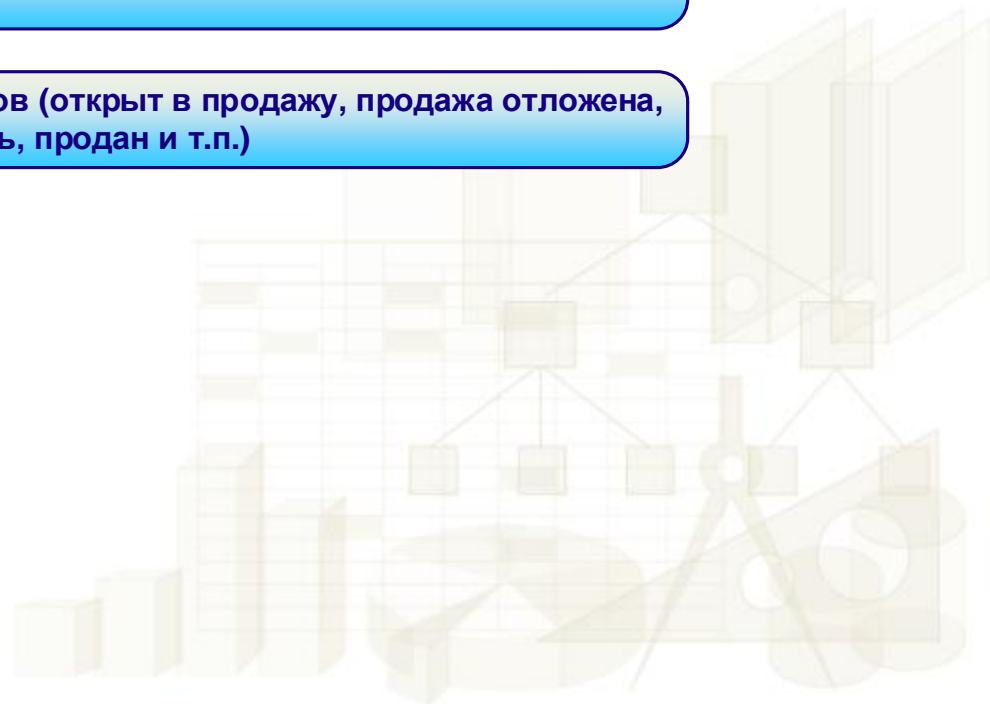 ов (открыт в продажу, продажа отложена,
ь, продан и т.п.)